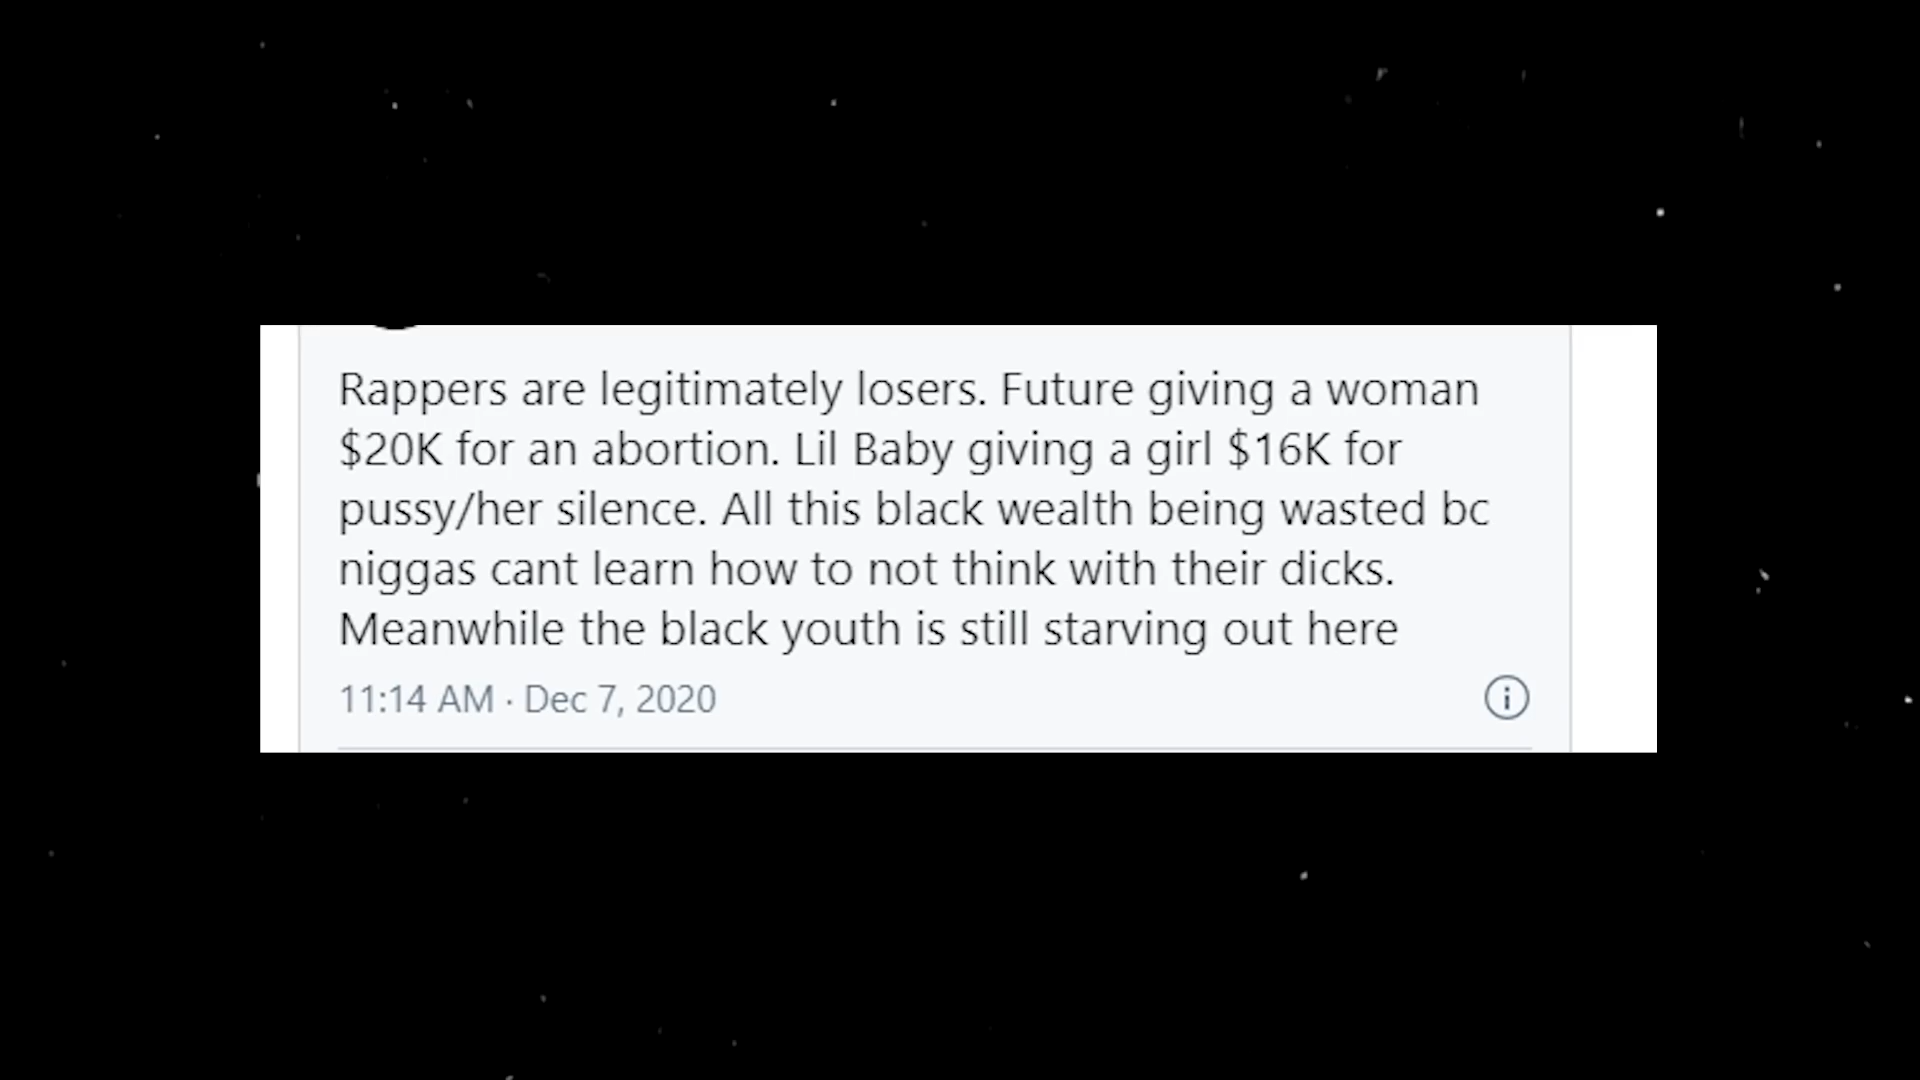 Rappers are legitimately losers. Future giving a woman
$20K for an abortion. Lil Baby giving a girl $16K for
pussy/her silence. All this black wealth being wasted bc
niggas cant learn how to not think with their dicks.
Meanwhile the black youth is still starving out here
11:14 AM · Dec 7, 2020